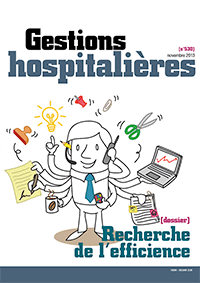 Gestions
[n°530]
hospitalières
novembre 2013
[dossier]
Recherche
de l'efficience